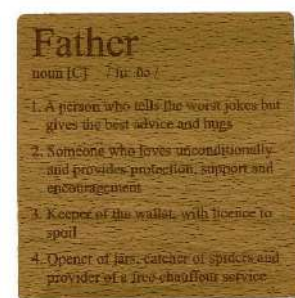 Father
noun [C]
1. A person who tells the worst jokes but
gives the best advice and hugs
2. Someone who loves unconditionally
and provides protection, support and
encouragement
3. Keeper of the wallet, with licence to
spoil
4. Opener of jars, catcher of spiders and
provider of a free chauffeur service